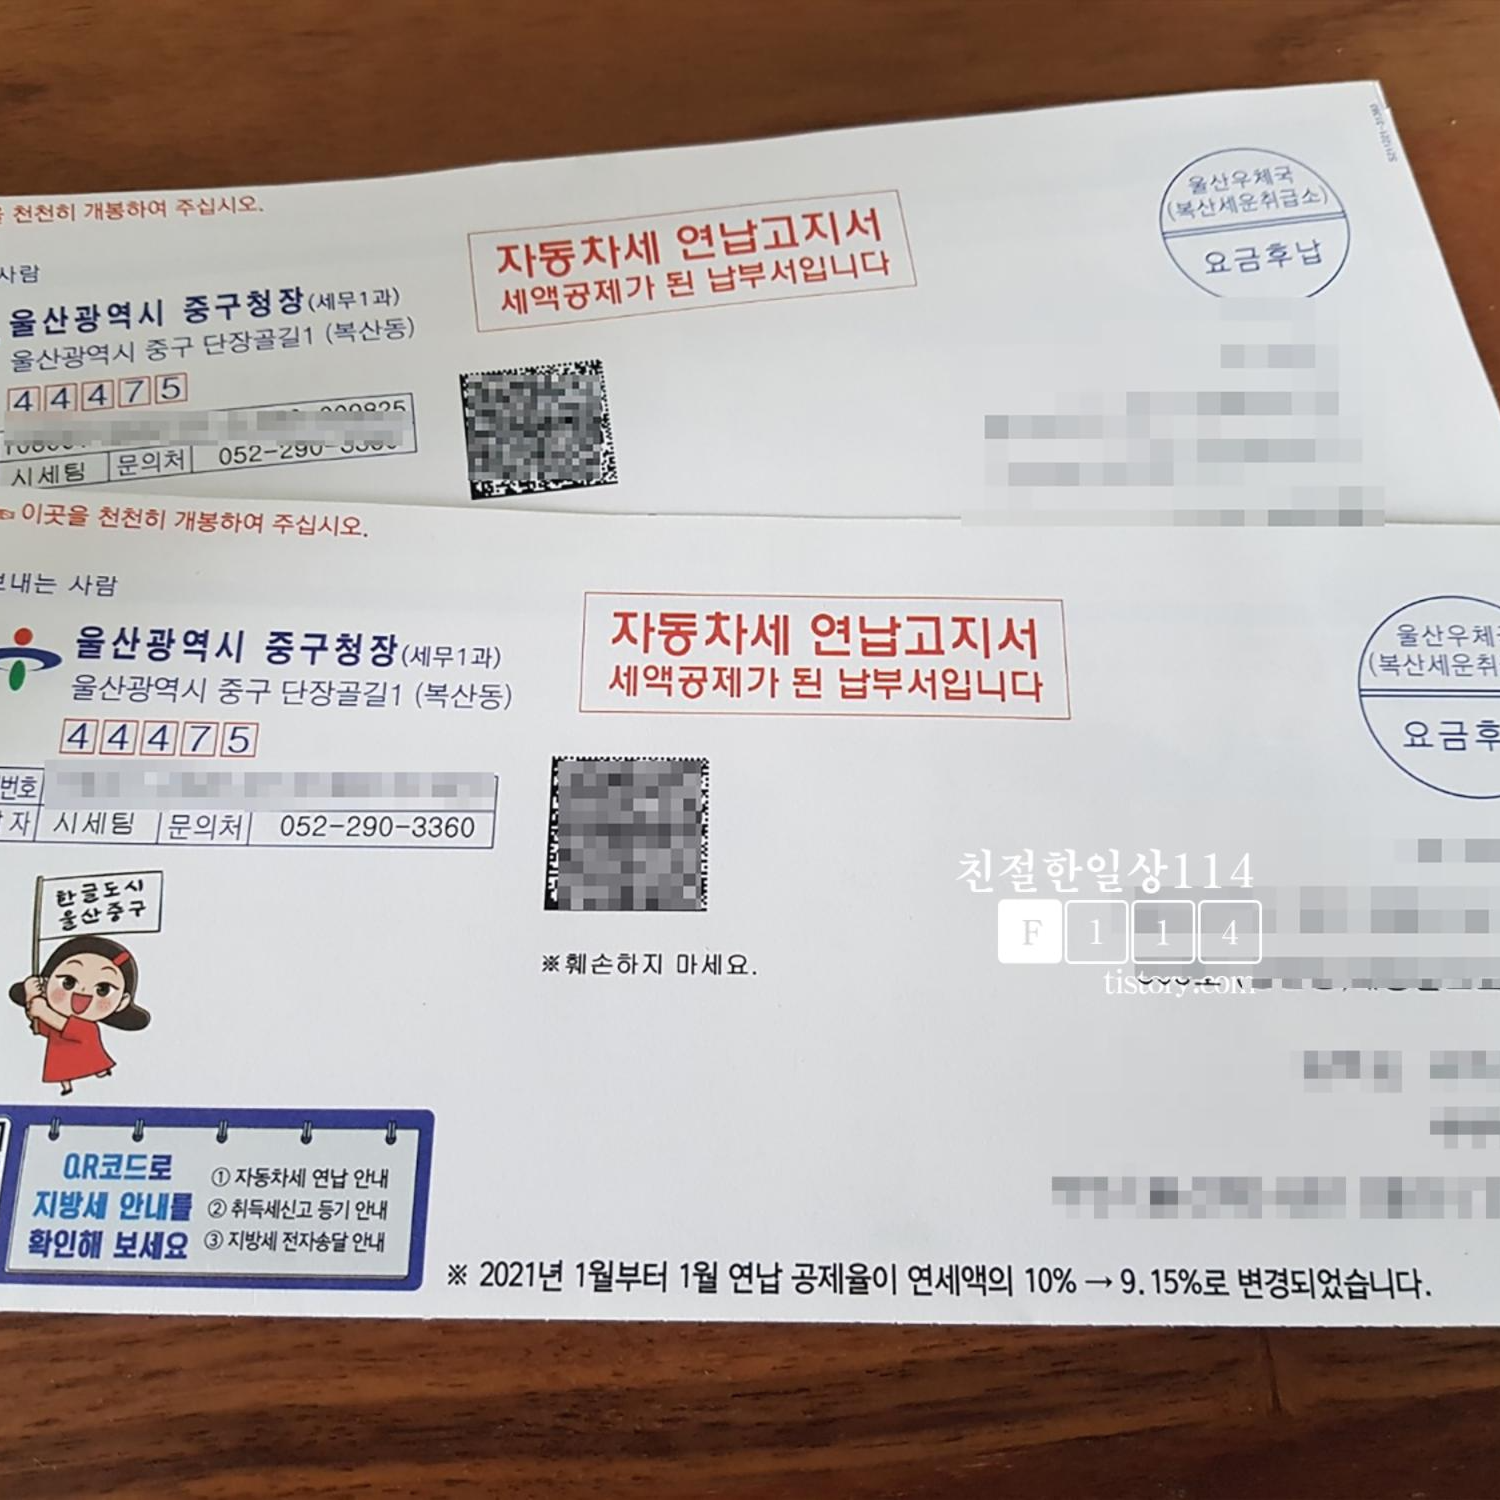 천천히 개봉하여 주십시오.
사람
울산광역시 중구청장(세무1과)
울산광역시 중구 단장골길1 (복산동)
44475
시세팀 문의처 052-290-3360
자동차세 연납고지서
세액공제가 된 납부서입니다
울산우체국
(복산세운취급소)
요금후납
이곳을 천천히 개봉하여 주십시오.
보내는 사람
울산광역시 중구청장(세무1과)
울산광역시 중구 단장골길1 (복산동)
44475
번호
자 시세팀 문의처 052-290-3360
자동차세 연납고지서
세액공제가 된 납부서입니다
울산우체국
(복산세운취
요금후
※훼손하지 마세요.
한글도시
울산중구
친절한일상114
F114
tistory.com
QR코드로
지방세 안내를
확인해 보세요
① 자동차세 연납 안내
② 취득세신고 등기 안내
③ 지방세 전자송달 안내
※ 2021년 1월부터 1월 연납 공제율이 연세액의 10% → 9.15%로 변경되었습니다.